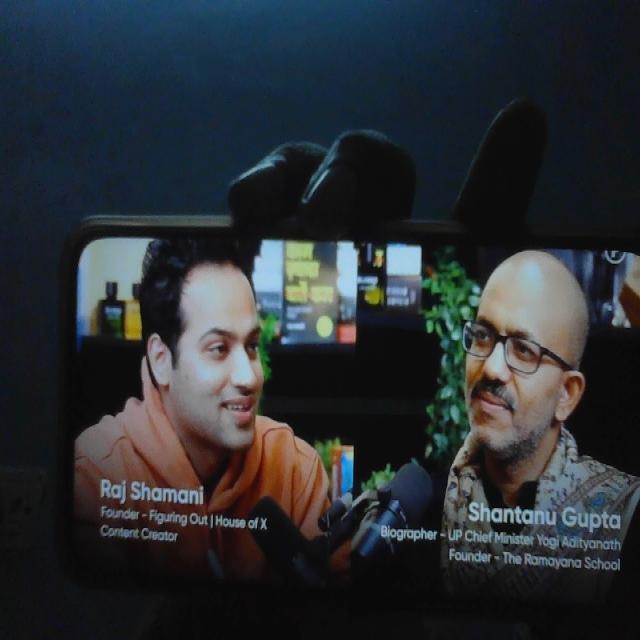 Raj Shamani
Founder - Figuring Out | House of X
Content Creator
Shantanu Gupta
Biographer - UP Chief Minister Yogi Adityanath
Founder - The Ramayana School